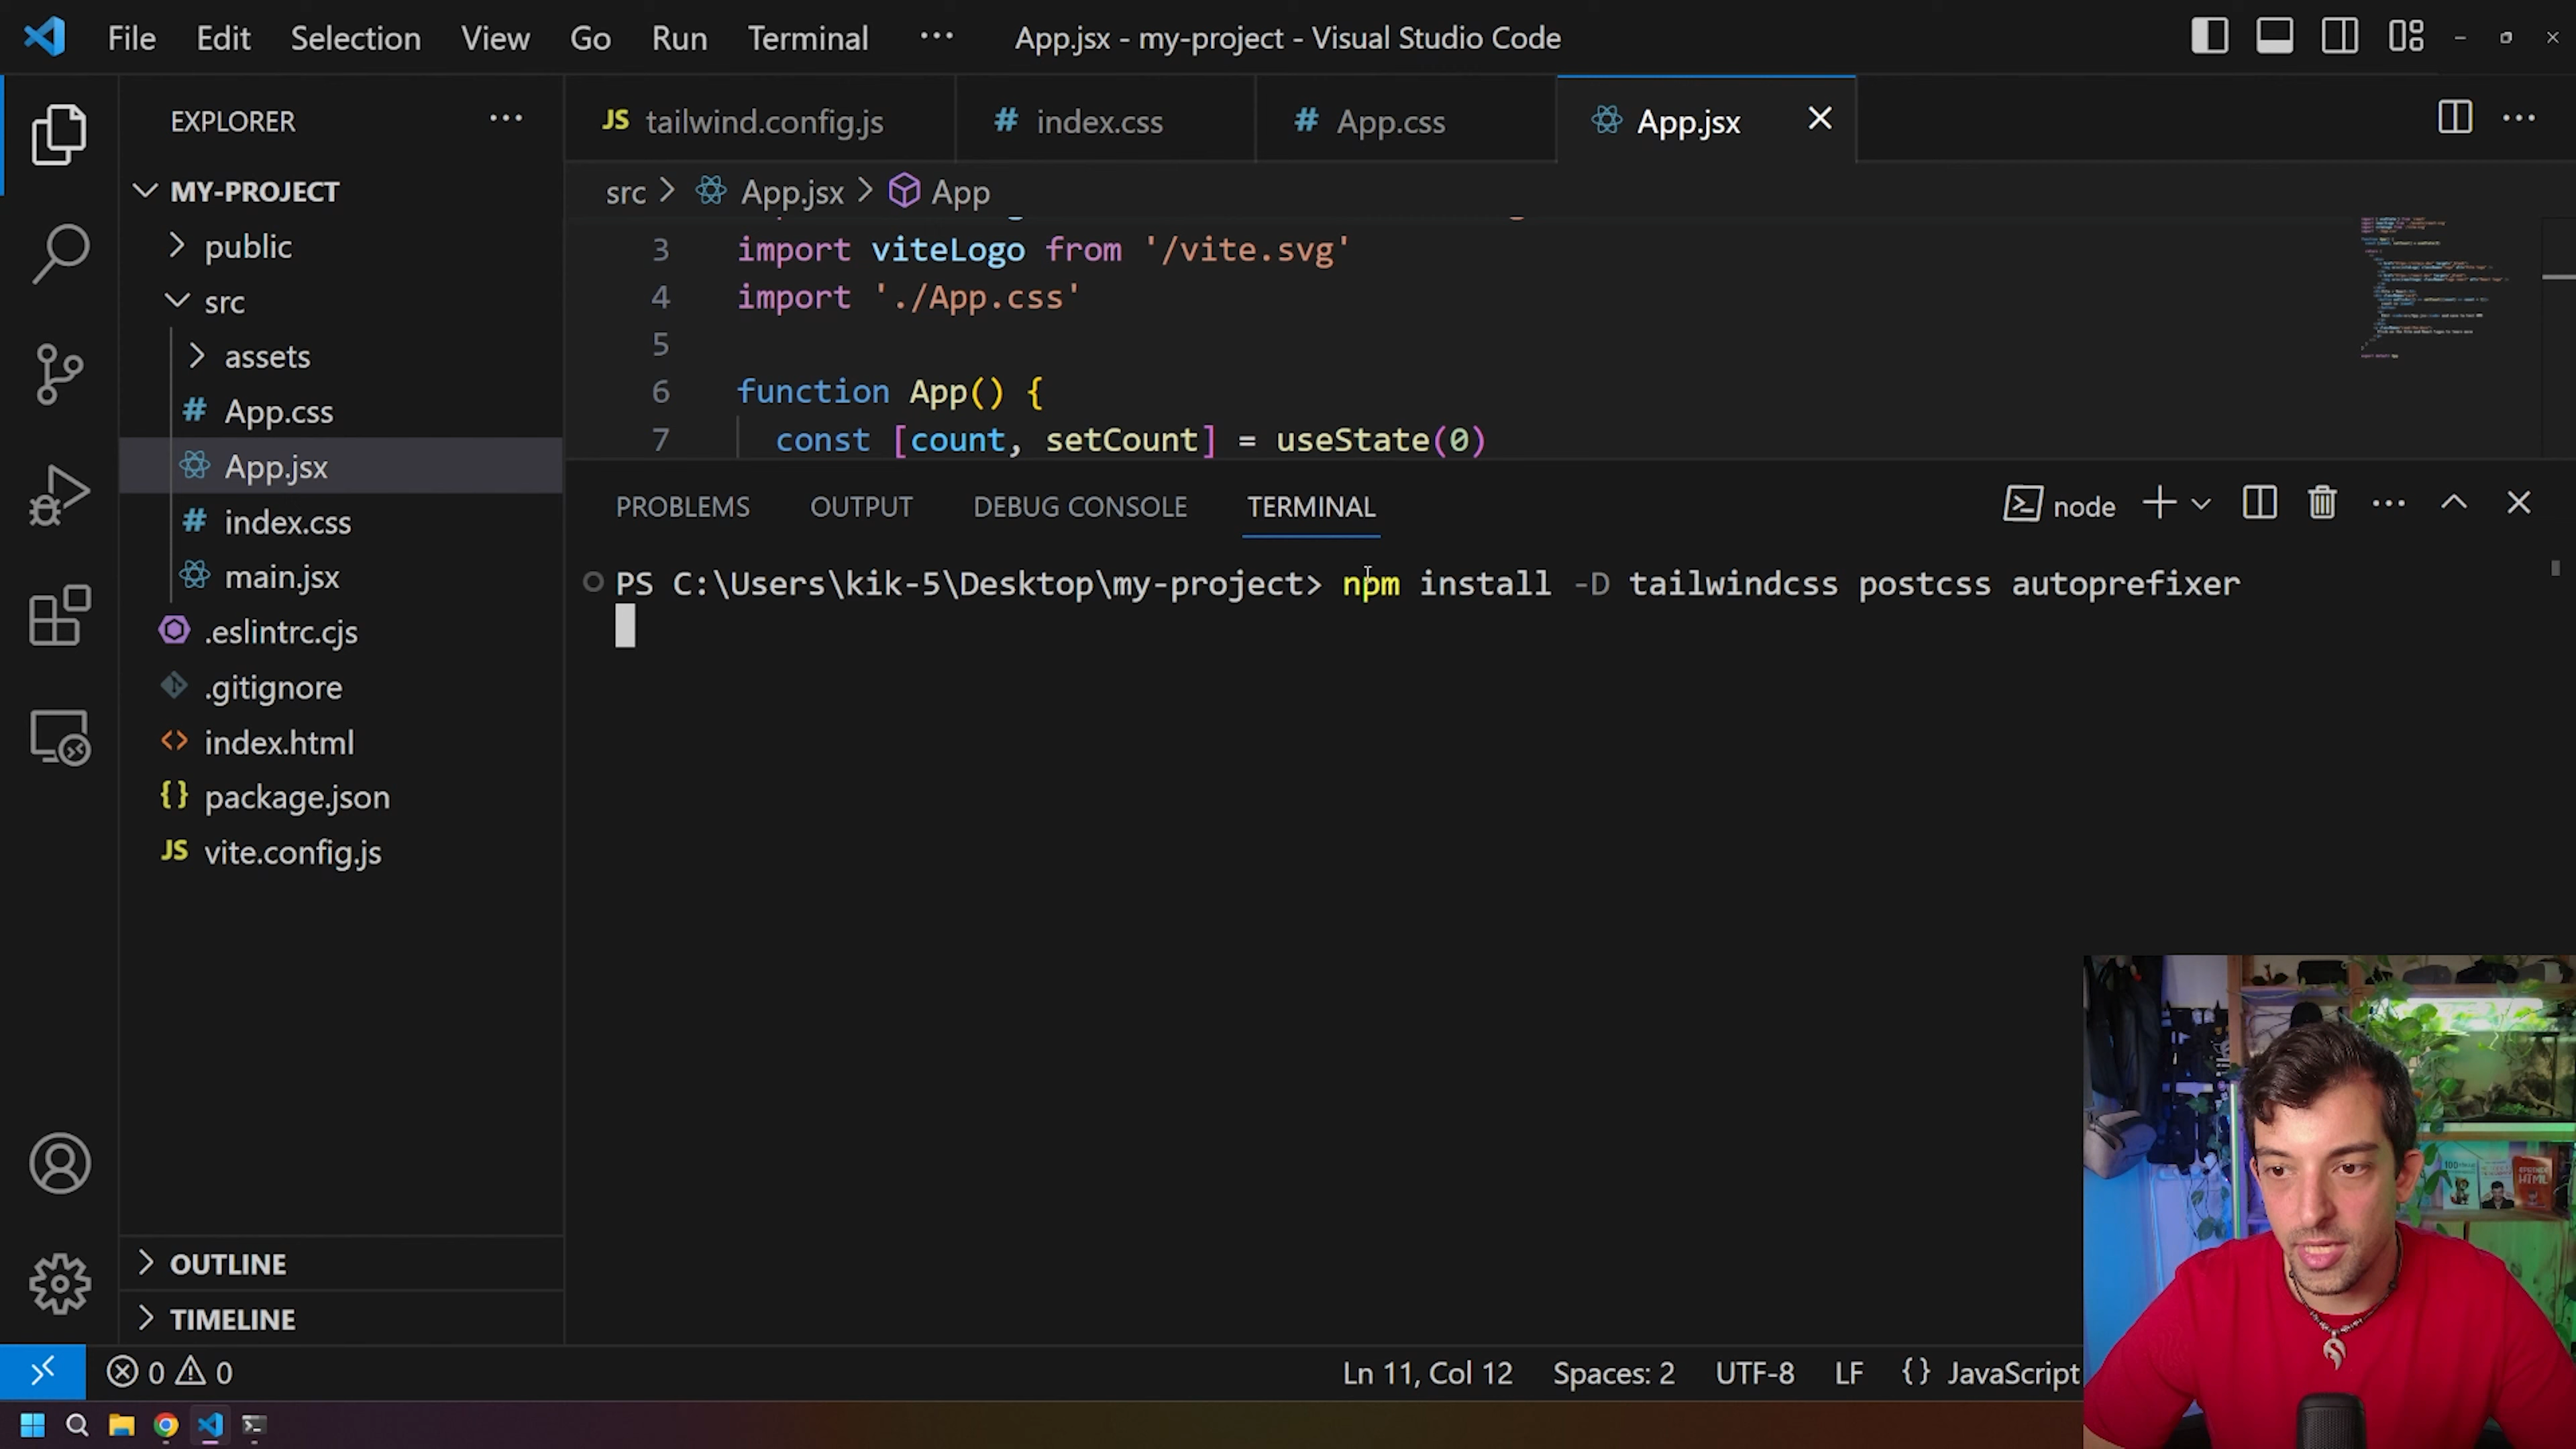 File Edit Selection View Go Run Terminal ··· App.jsx - my-project - Visual Studio Code
EXPLORER ···
MY-PROJECT
public
src
assets
# App.css
App.jsx
# index.css
main.jsx
.eslintrc.cjs
.gitignore
<> index.html
{} package.json
JS vite.config.js
OUTLINE
TIMELINE
JS tailwind.config.js # index.css # App.css App.jsx
src > App.jsx > App
3 import viteLogo from '/vite.svg'
4 import './App.css'
5
6 function App() {
7 const [count, setCount] = useState(0)
PROBLEMS OUTPUT DEBUG CONSOLE TERMINAL node
PS C:\Users\kik-5\Desktop\my-project> npm install -D tailwindcss postcss autoprefixer
0 0 Ln 11, Col 12 Spaces: 2 UTF-8 LF {} JavaScript